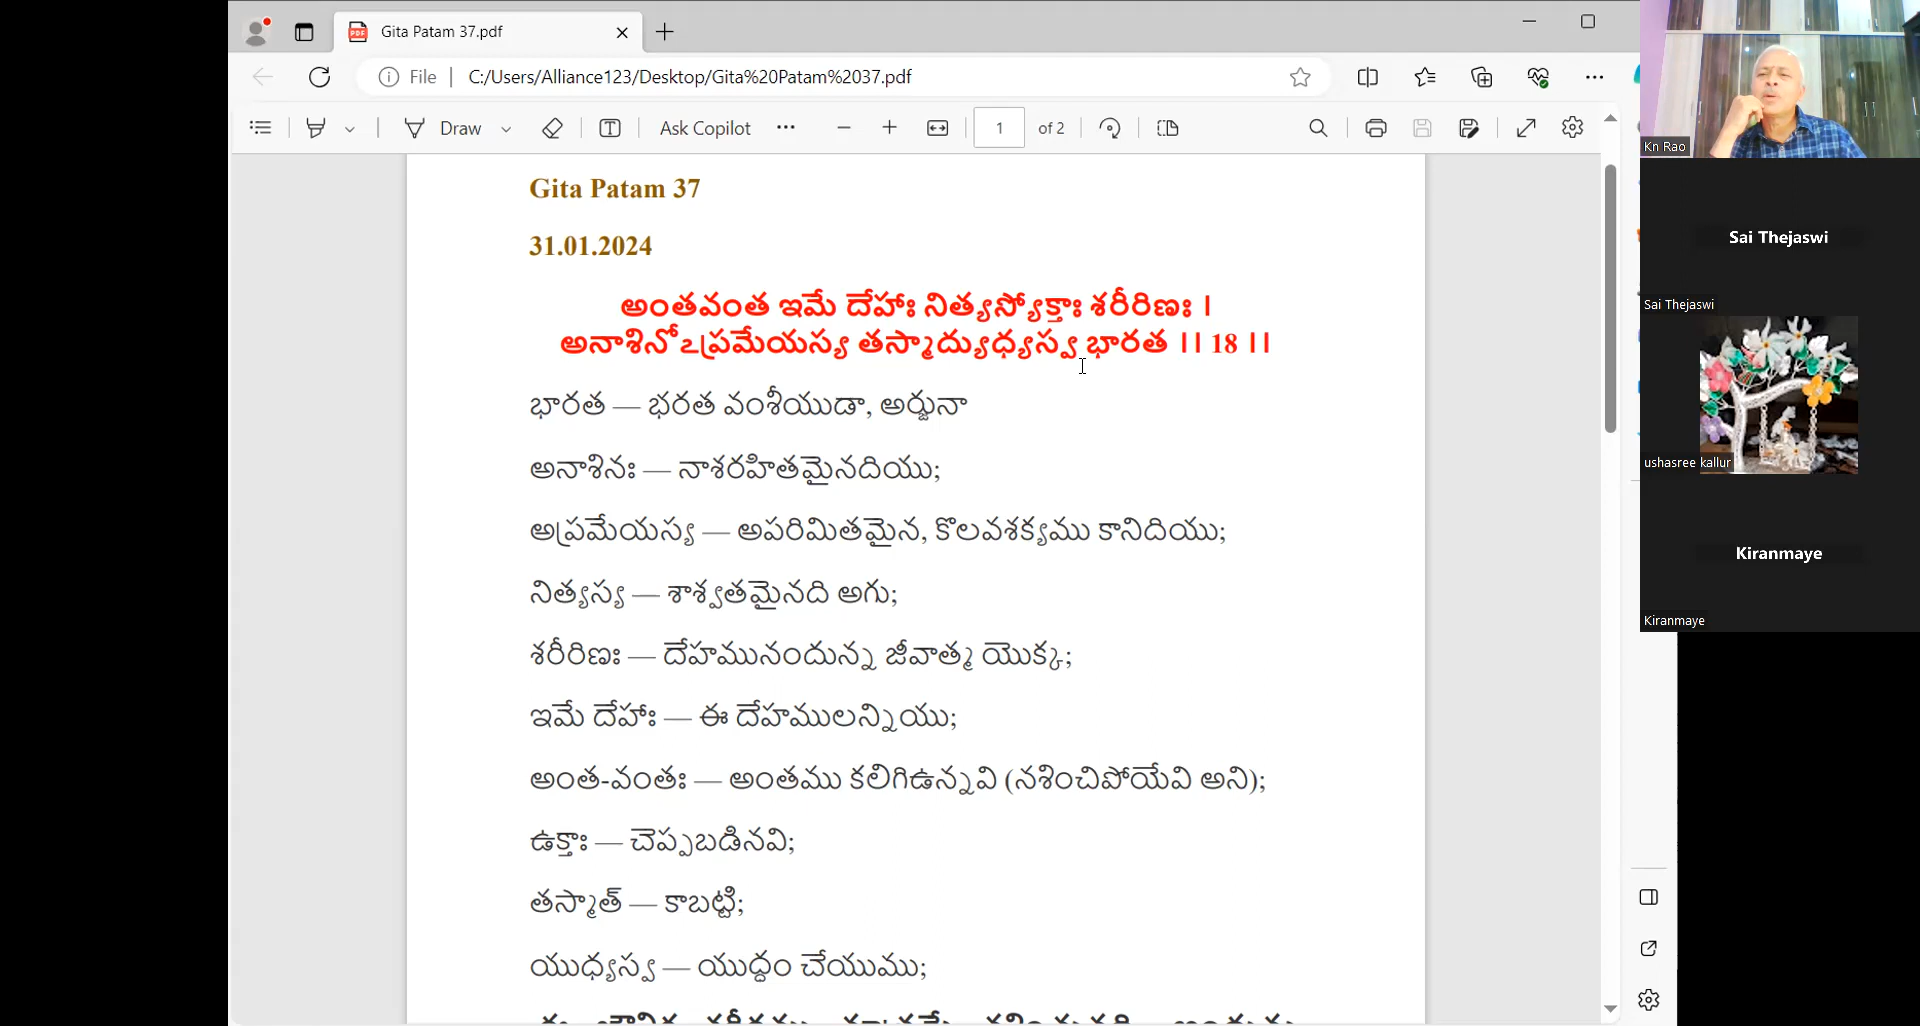 Gita Patam 37.pdf
File
C:/Users/Alliance123/Desktop/Gita%20Patam%2037.pdf
Draw
Ask Copilot
1 of 2
Gita Patam 37
31.01.2024
అంతవంత ఇమే దేహాః నిత్యస్యోక్తాః శరీరిణః ।
అనాశినోఽప్రమేయస్య తస్మాద్యుధ్యస్వ భారత ।। 18 ।।
భారత — భరత వంశీయుడా, అర్జునా
అనాశినః — నాశరహితమైనదియు;
అప్రమేయస్య — అపరిమితమైన, కొలవశక్యము కానిదియు;
నిత్యస్య — శాశ్వతమైనది అగు;
శరీరిణః — దేహమునందున్న జీవాత్మ యొక్క;
ఇమే దేహాః — ఈ దేహములన్నియు;
అంత-వంతః — అంతము కలిగిఉన్నవి (నశించిపోయేవి అని);
ఉక్తాః — చెప్పబడినవి;
తస్మాత్ — కాబట్టి;
యుధ్యస్వ — యుద్ధం చేయుము;
Kn Rao
Sai Thejaswi
Sai Thejaswi
ushasree kallur
Kiranmaye
Kiranmaye